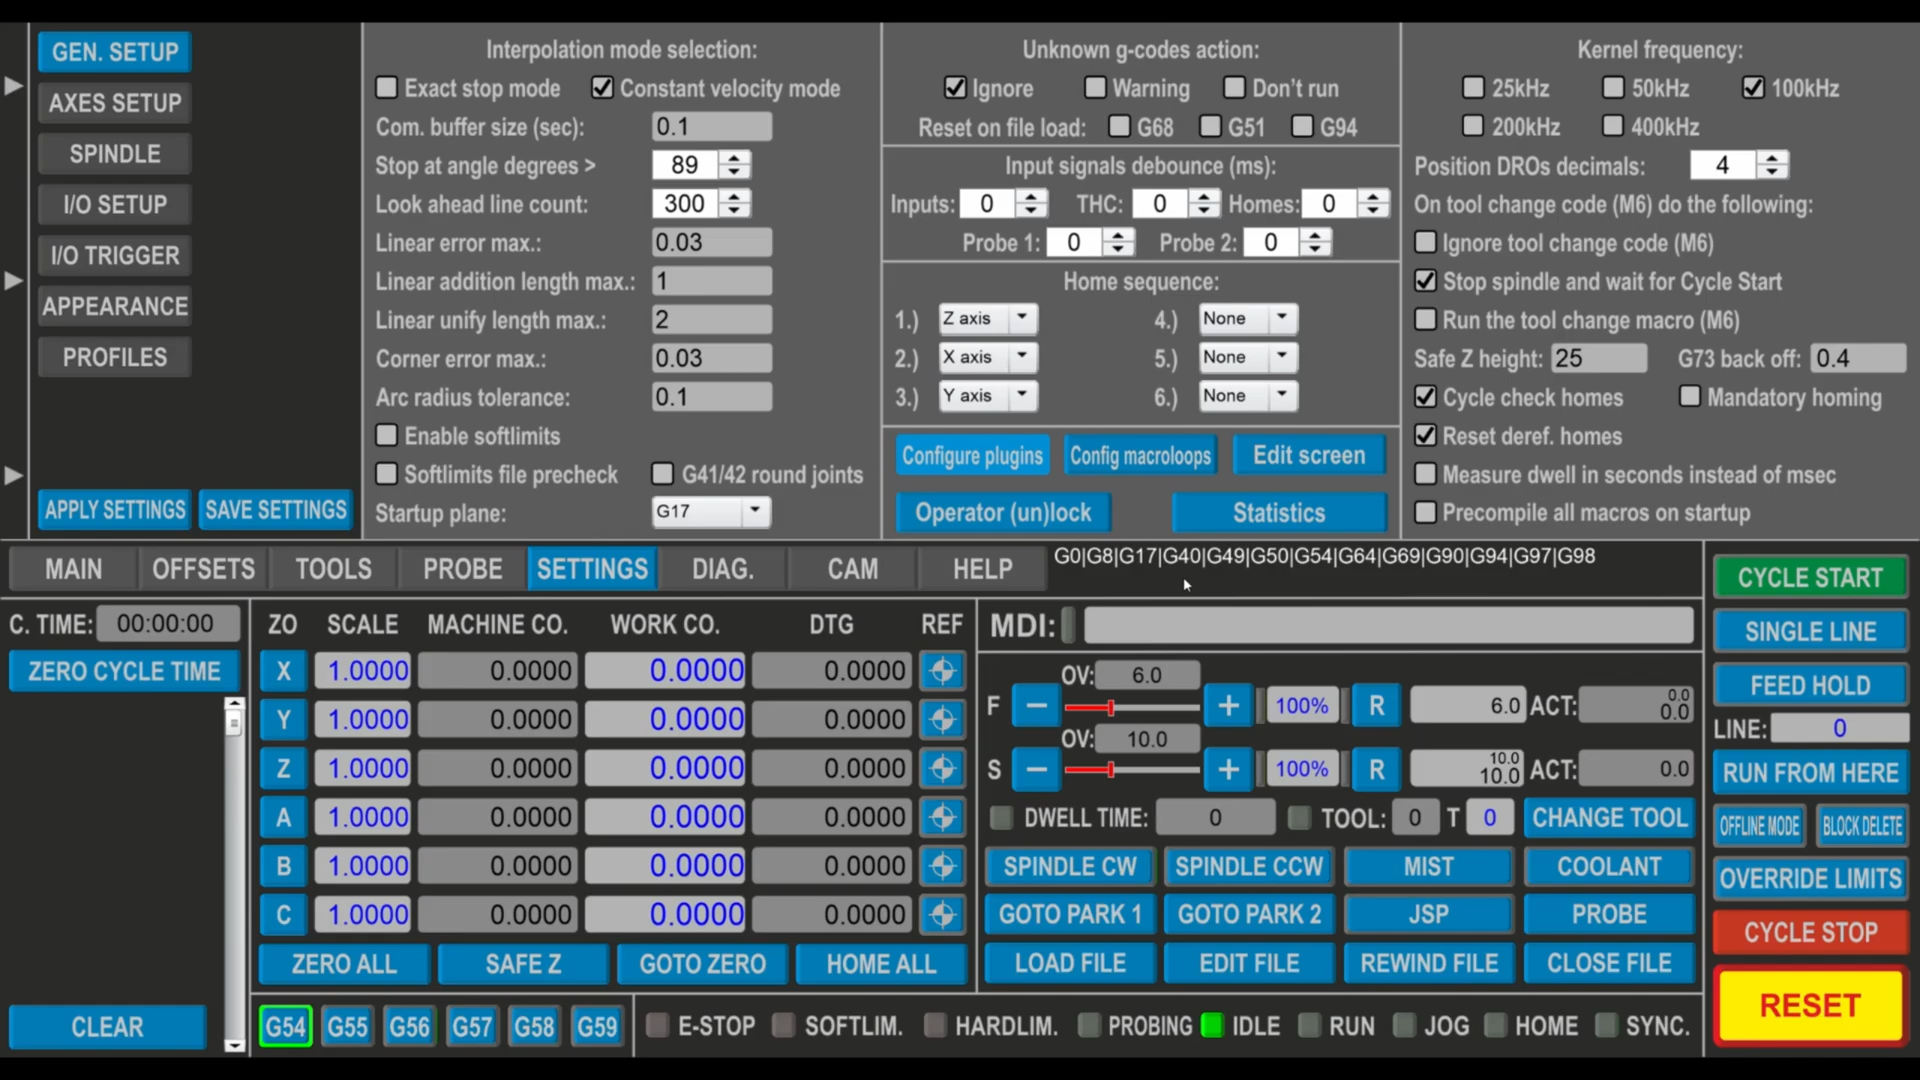 GEN. SETUP
AXES SETUP
SPINDLE
I/O SETUP
I/O TRIGGER
APPEARANCE
PROFILES
APPLY SETTINGS SAVE SETTINGS
Interpolation mode selection:
Exact stop mode Constant velocity mode
Com. buffer size (sec): 0.1
Stop at angle degrees > 89
Look ahead line count: 300
Linear error max.: 0.03
Linear addition length max.: 1
Linear unify length max.: 2
Corner error max.: 0.03
Arc radius tolerance: 0.1
Enable softlimits
Softlimits file precheck G41/42 round joints
Startup plane: G17
Unknown g-codes action:
Ignore Warning Don't run
Reset on file load: G68 G51 G94
Input signals debounce (ms):
Inputs: 0 THC: 0 Homes: 0
Probe 1: 0 Probe 2: 0
Home sequence:
1.) Z axis 4.) None
2.) X axis 5.) None
3.) Y axis 6.) None
Configure plugins Config macroloops Edit screen
Operator (un)lock Statistics
Kernel frequency:
25kHz 50kHz 100kHz
200kHz 400kHz
Position DROs decimals: 4
On tool change code (M6) do the following:
Ignore tool change code (M6)
Stop spindle and wait for Cycle Start
Run the tool change macro (M6)
Safe Z height: 25 G73 back off: 0.4
Cycle check homes Mandatory homing
Reset deref. homes
Measure dwell in seconds instead of msec
Precompile all macros on startup
MAIN OFFSETS TOOLS PROBE SETTINGS DIAG. CAM HELP
G0|G8|G17|G40|G49|G50|G54|G64|G69|G90|G94|G97|G98
C. TIME: 00:00:00
ZERO CYCLE TIME
CLEAR
ZO SCALE MACHINE CO. WORK CO. DTG REF
X 1.0000 0.0000 0.0000 0.0000
Y 1.0000 0.0000 0.0000 0.0000
Z 1.0000 0.0000 0.0000 0.0000
A 1.0000 0.0000 0.0000 0.0000
B 1.0000 0.0000 0.0000 0.0000
C 1.0000 0.0000 0.0000 0.0000
ZERO ALL SAFE Z GOTO ZERO HOME ALL
G54 G55 G56 G57 G58 G59
MDI:
OV: 6.0
F − + 100% R 6.0 ACT: 0.0
0.0
OV: 10.0
S − + 100% R 10.0
10.0 ACT: 0.0
DWELL TIME: 0 TOOL: 0 T 0 CHANGE TOOL
SPINDLE CW SPINDLE CCW MIST COOLANT
GOTO PARK 1 GOTO PARK 2 JSP PROBE
LOAD FILE EDIT FILE REWIND FILE CLOSE FILE
E-STOP SOFTLIM. HARDLIM. PROBING IDLE RUN JOG HOME SYNC.
CYCLE START
SINGLE LINE
FEED HOLD
LINE: 0
RUN FROM HERE
OFFLINE MODE BLOCK DELETE
OVERRIDE LIMITS
CYCLE STOP
RESET